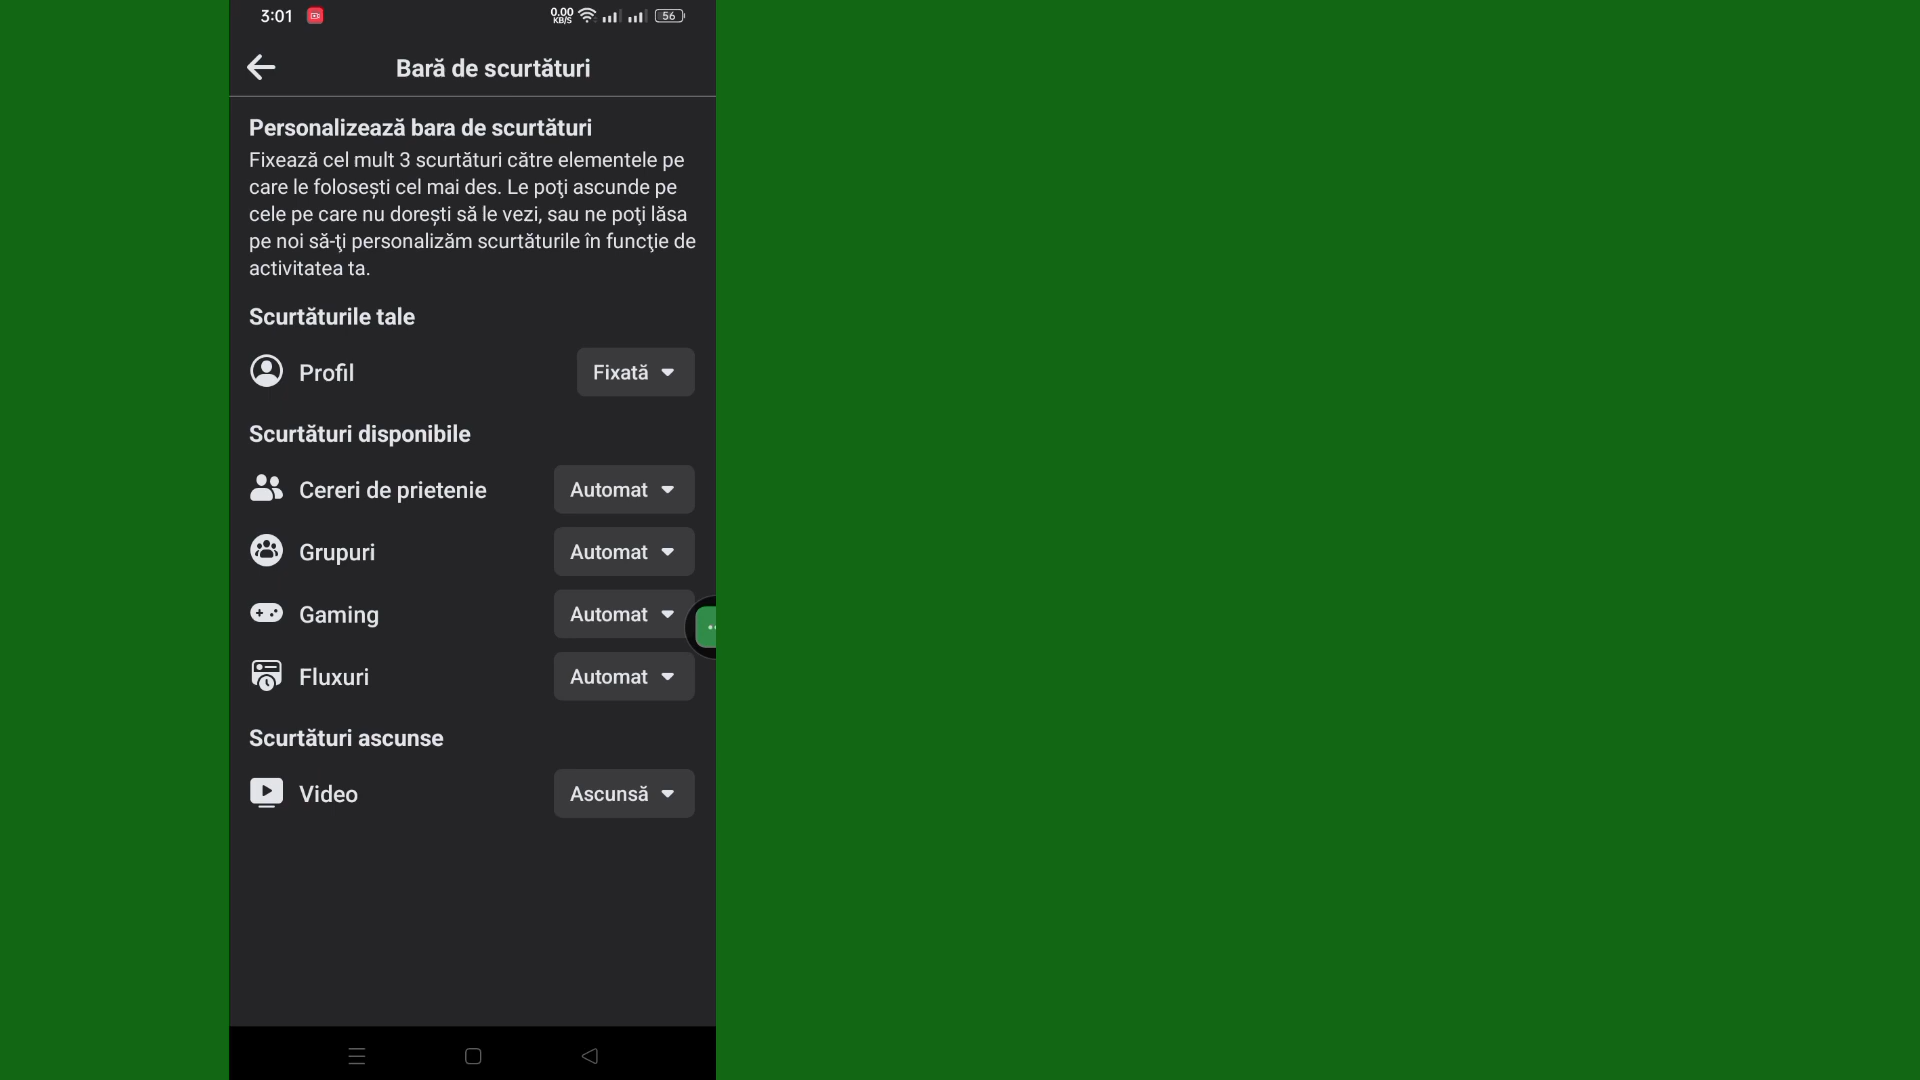 3:01
0.00
KB/S
56
Bară de scurtături
Personalizează bara de scurtături
Fixează cel mult 3 scurtături către elementele pe
care le folosești cel mai des. Le poţi ascunde pe
cele pe care nu dorești să le vezi, sau ne poţi lăsa
pe noi să-ţi personalizăm scurtăturile în funcţie de
activitatea ta.
Scurtăturile tale
Profil
Fixată
Scurtături disponibile
Cereri de prietenie
Automat
Grupuri
Automat
Gaming
Automat
Fluxuri
Automat
Scurtături ascunse
Video
Ascunsă